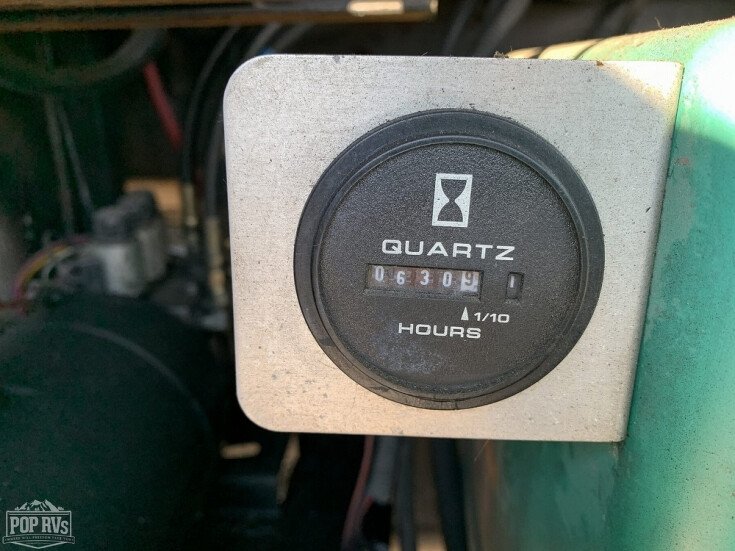 QUARTZ
06309
1/10
HOURS
POP RVs